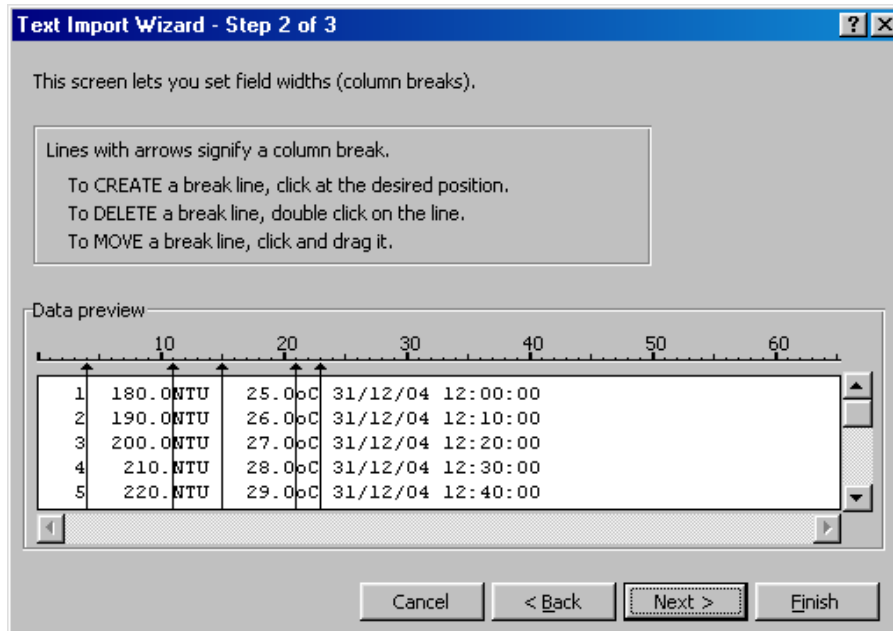 Text Import Wizard - Step 2 of 3
This screen lets you set field widths (column breaks).
Lines with arrows signify a column break.
To CREATE a break line, click at the desired position.
To DELETE a break line, double click on the line.
To MOVE a break line, click and drag it.
Data preview
10 20 30 40 50 60
1 180.0NTU 25.0oC 31/12/04 12:00:00
2 190.0NTU 26.0oC 31/12/04 12:10:00
3 200.0NTU 27.0oC 31/12/04 12:20:00
4 210.NTU 28.0oC 31/12/04 12:30:00
5 220.NTU 29.0oC 31/12/04 12:40:00
Cancel < Back Next > Finish